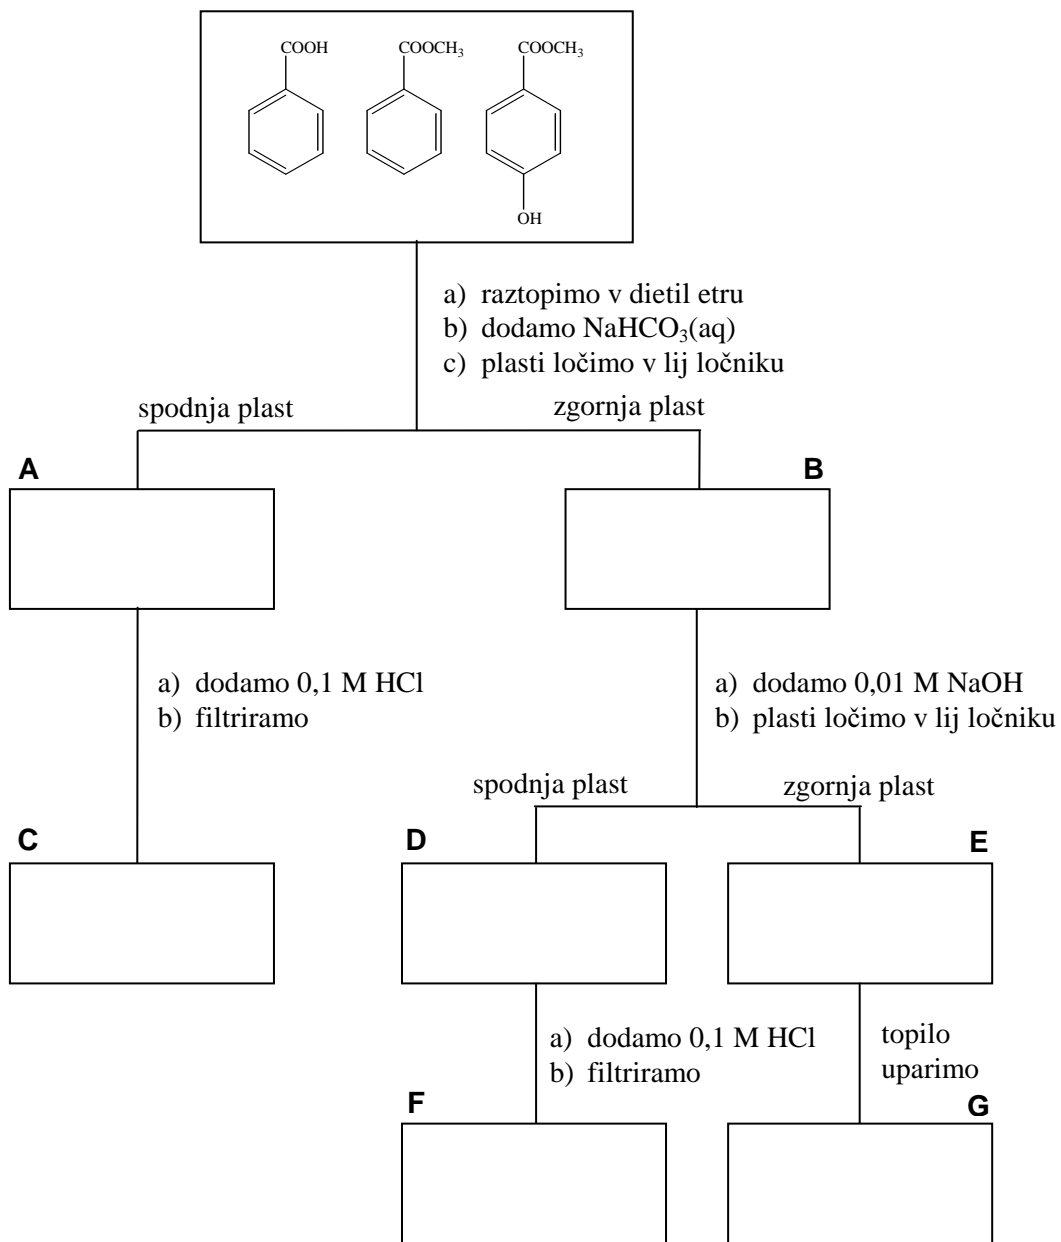 COOH COOCH₃ COOCH₃
OH
a) raztopimo v dietil etru
b) dodamo NaHCO₃(aq)
c) plasti ločimo v lij ločniku
spodnja plast zgornja plast
A B
a) dodamo 0,1 M HCl
b) filtriramo
a) dodamo 0,01 M NaOH
b) plasti ločimo v lij ločniku
spodnja plast zgornja plast
C D E
a) dodamo 0,1 M HCl
b) filtriramo
topilo
uparimo
F G